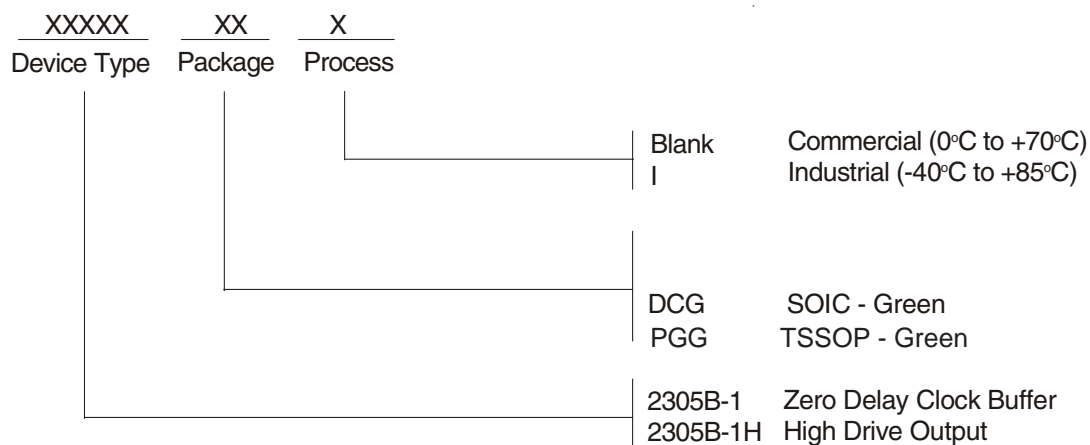 XXXXX XX X
Device Type Package Process
Blank Commercial (0°C to +70°C)
I Industrial (-40°C to +85°C)
DCG SOIC - Green
PGG TSSOP - Green
2305B-1 Zero Delay Clock Buffer
2305B-1H High Drive Output